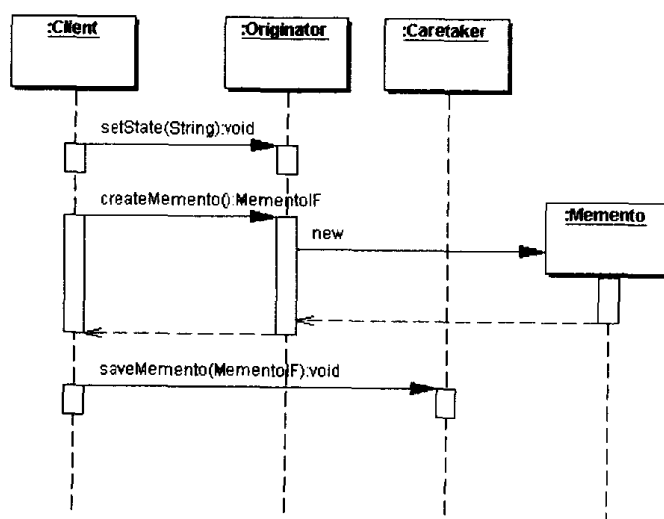 :Client
:Originator
:Caretaker
setState(String):void
createMemento():MementoIF
:Memento
new
saveMemento(MementoIF):void